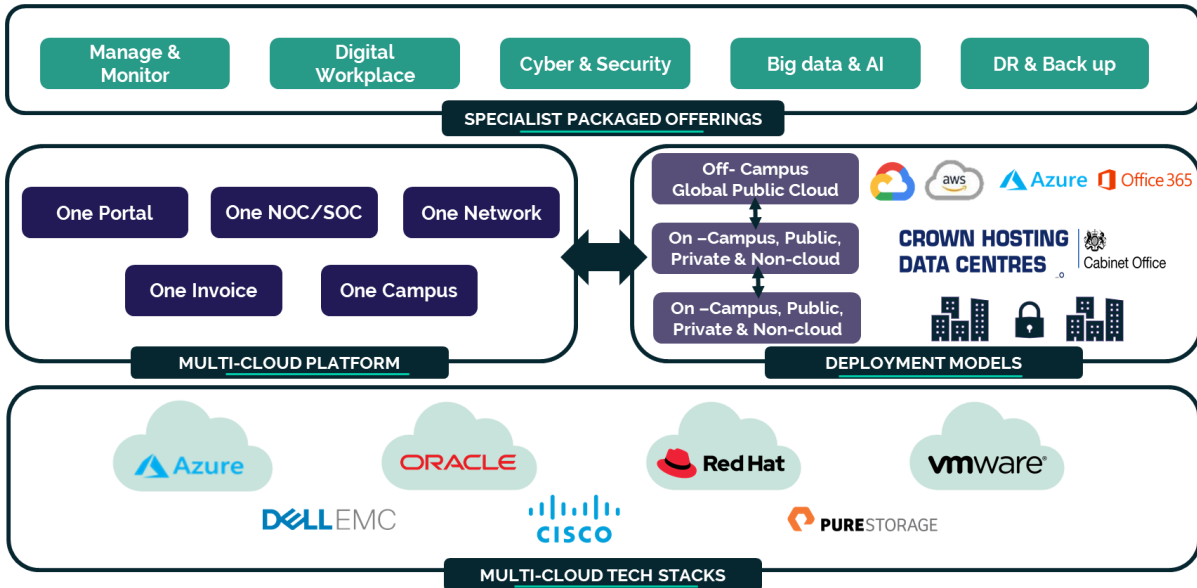 Manage &
Monitor
Digital
Workplace
Cyber & Security
Big data & AI
DR & Back up
SPECIALIST PACKAGED OFFERINGS
One Portal
One NOC/SOC
One Network
One Invoice
One Campus
MULTI-CLOUD PLATFORM
Off- Campus
Global Public Cloud
aws
Azure
Office 365
On –Campus, Public,
Private & Non-cloud
CROWN HOSTING
DATA CENTRES
Cabinet Office
On –Campus, Public,
Private & Non-cloud
DEPLOYMENT MODELS
Azure
ORACLE
Red Hat
vmware®
DELL EMC
CISCO
PURESTORAGE
MULTI-CLOUD TECH STACKS